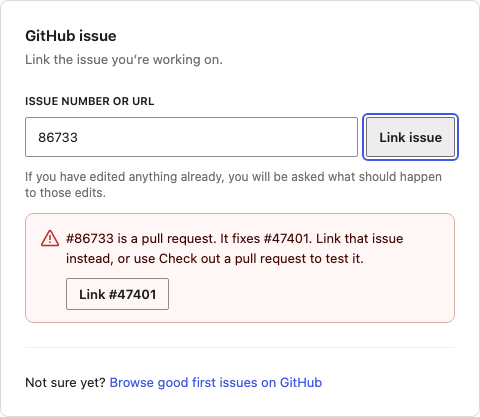 GitHub issue
Link the issue you’re working on.
ISSUE NUMBER OR URL
86733
Link issue
If you have edited anything already, you will be asked what should happen
to those edits.
#86733 is a pull request. It fixes #47401. Link that issue
instead, or use Check out a pull request to test it.
Link #47401
Not sure yet? Browse good first issues on GitHub